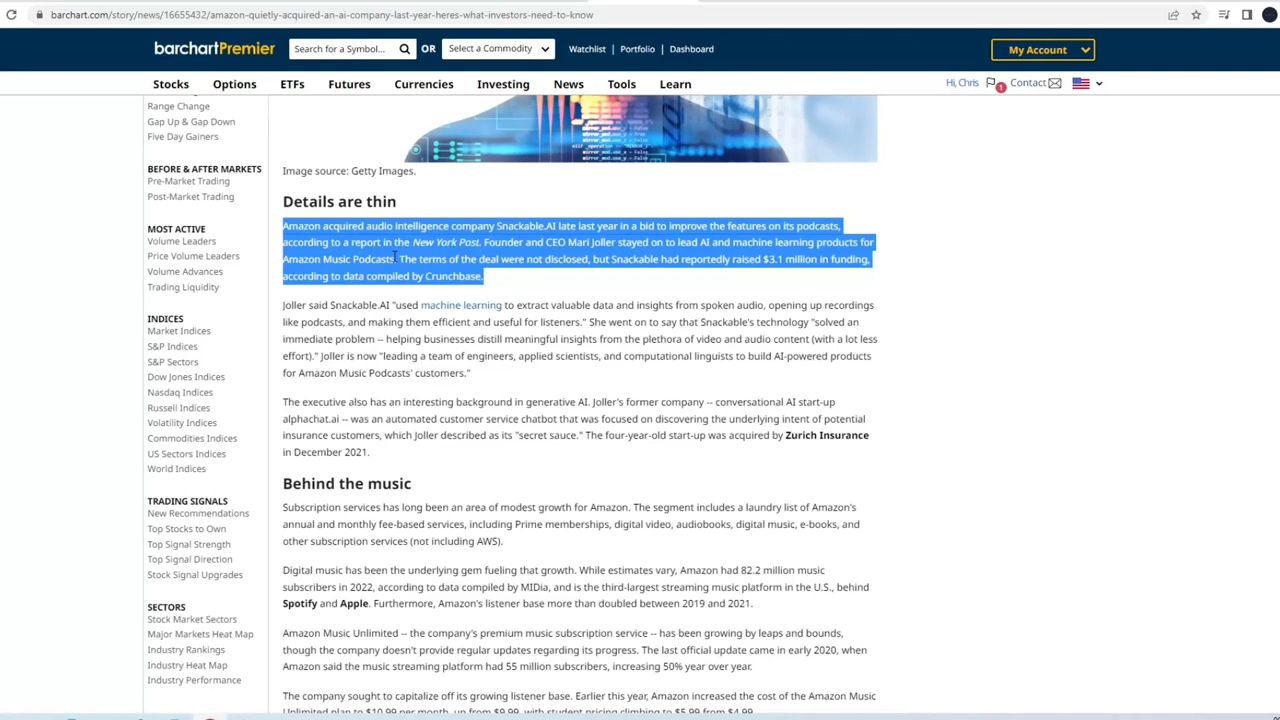 barchart.com/story/news/16655432/amazon-quietly-acquired-an-ai-company-last-year-heres-what-investors-need-to-know
barchartPremier
Search for a Symbol...
OR
Select a Commodity
Watchlist | Portfolio | Dashboard
My Account
Stocks Options ETFs Futures Currencies Investing News Tools Learn
Hi, Chris
1
Contact
Range Change
Gap Up & Gap Down
Five Day Gainers
BEFORE & AFTER MARKETS
Pre-Market Trading
Post-Market Trading
MOST ACTIVE
Volume Leaders
Price Volume Leaders
Volume Advances
Trading Liquidity
INDICES
Market Indices
S&P Indices
S&P Sectors
Dow Jones Indices
Nasdaq Indices
Russell Indices
Volatility Indices
Commodities Indices
US Sectors Indices
World Indices
TRADING SIGNALS
New Recommendations
Top Stocks to Own
Top Signal Strength
Top Signal Direction
Stock Signal Upgrades
SECTORS
Stock Market Sectors
Major Markets Heat Map
Industry Rankings
Industry Heat Map
Industry Performance
Image source: Getty Images.
Details are thin
Amazon acquired audio intelligence company Snackable.AI late last year in a bid to improve the features on its podcasts,
according to a report in the New York Post. Founder and CEO Mari Joller stayed on to lead AI and machine learning products for
Amazon Music Podcasts. The terms of the deal were not disclosed, but Snackable had reportedly raised $3.1 million in funding,
according to data compiled by Crunchbase.
Joller said Snackable.AI "used machine learning to extract valuable data and insights from spoken audio, opening up recordings
like podcasts, and making them efficient and useful for listeners." She went on to say that Snackable's technology "solved an
immediate problem -- helping businesses distill meaningful insights from the plethora of video and audio content (with a lot less
effort)." Joller is now "leading a team of engineers, applied scientists, and computational linguists to build AI-powered products
for Amazon Music Podcasts' customers."
The executive also has an interesting background in generative AI. Joller's former company -- conversational AI start-up
alphachat.ai -- was an automated customer service chatbot that was focused on discovering the underlying intent of potential
insurance customers, which Joller described as its "secret sauce." The four-year-old start-up was acquired by Zurich Insurance
in December 2021.
Behind the music
Subscription services has long been an area of modest growth for Amazon. The segment includes a laundry list of Amazon's
annual and monthly fee-based services, including Prime memberships, digital video, audiobooks, digital music, e-books, and
other subscription services (not including AWS).
Digital music has been the underlying gem fueling that growth. While estimates vary, Amazon had 82.2 million music
subscribers in 2022, according to data compiled by MIDia, and is the third-largest streaming music platform in the U.S., behind
Spotify and Apple. Furthermore, Amazon's listener base more than doubled between 2019 and 2021.
Amazon Music Unlimited -- the company's premium music subscription service -- has been growing by leaps and bounds,
though the company doesn't provide regular updates regarding its progress. The last official update came in early 2020, when
Amazon said the music streaming platform had 55 million subscribers, increasing 50% year over year.
The company sought to capitalize off its growing listener base. Earlier this year, Amazon increased the cost of the Amazon Music
Unlimited plan to $10.99 per month, up from $9.99, with student pricing climbing to $5.99 from $4.99.